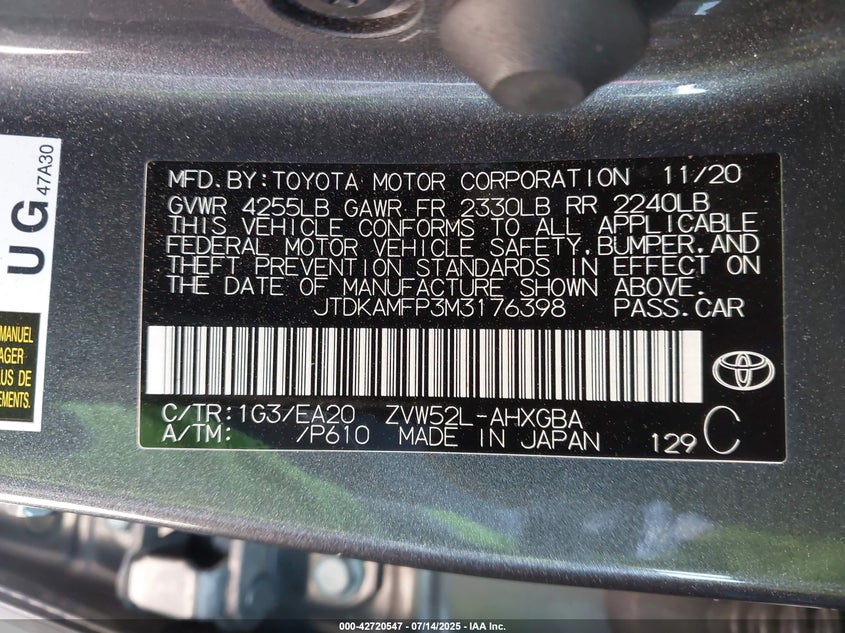 UG
47A30
MANUEL
AGER
LUS DE
EMENTS.
MFD.BY:TOYOTA MOTOR CORPORATION 11/20
GVWR 4255LB GAWR FR 2330LB RR 2240LB
THIS VEHICLE CONFORMS TO ALL APPLICABLE
FEDERAL MOTOR VEHICLE SAFETY,BUMPER,AND
THEFT PREVENTION STANDARDS IN EFFECT ON
THE DATE OF MANUFACTURE SHOWN ABOVE.
JTDKAMFP3M3176398 PASS.CAR
C/TR:1G3/EA20 ZVW52L-AHXGBA
A/TM: /P610 MADE IN JAPAN 129 C
000-42720547 | 07/14/2025 | IAA Inc.